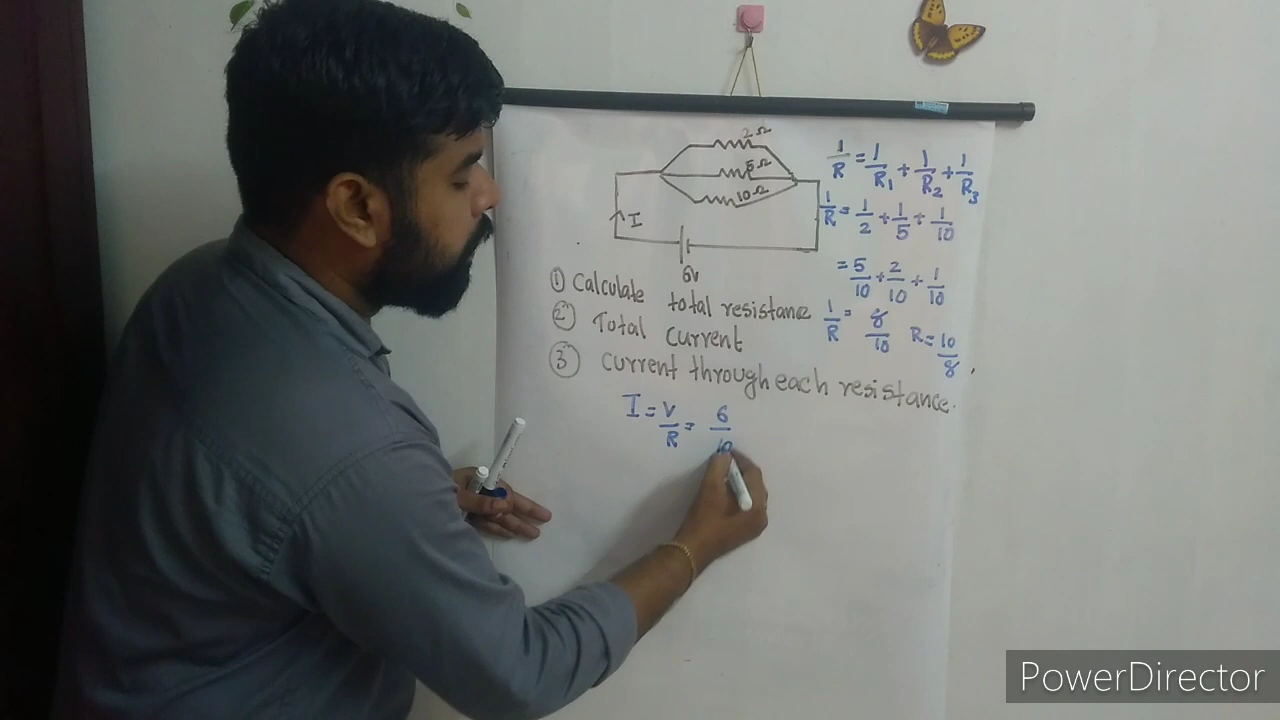 2Ω
5Ω
10Ω
I
6v
1/R = 1/R1 + 1/R2 + 1/R3
1/R = 1/2 + 1/5 + 1/10
= 5/10 + 2/10 + 1/10
1/R = 8/10 R = 10/8
① Calculate total resistance
② Total Current
③ Current through each resistance.
I = V/R = 6/10
PowerDirector